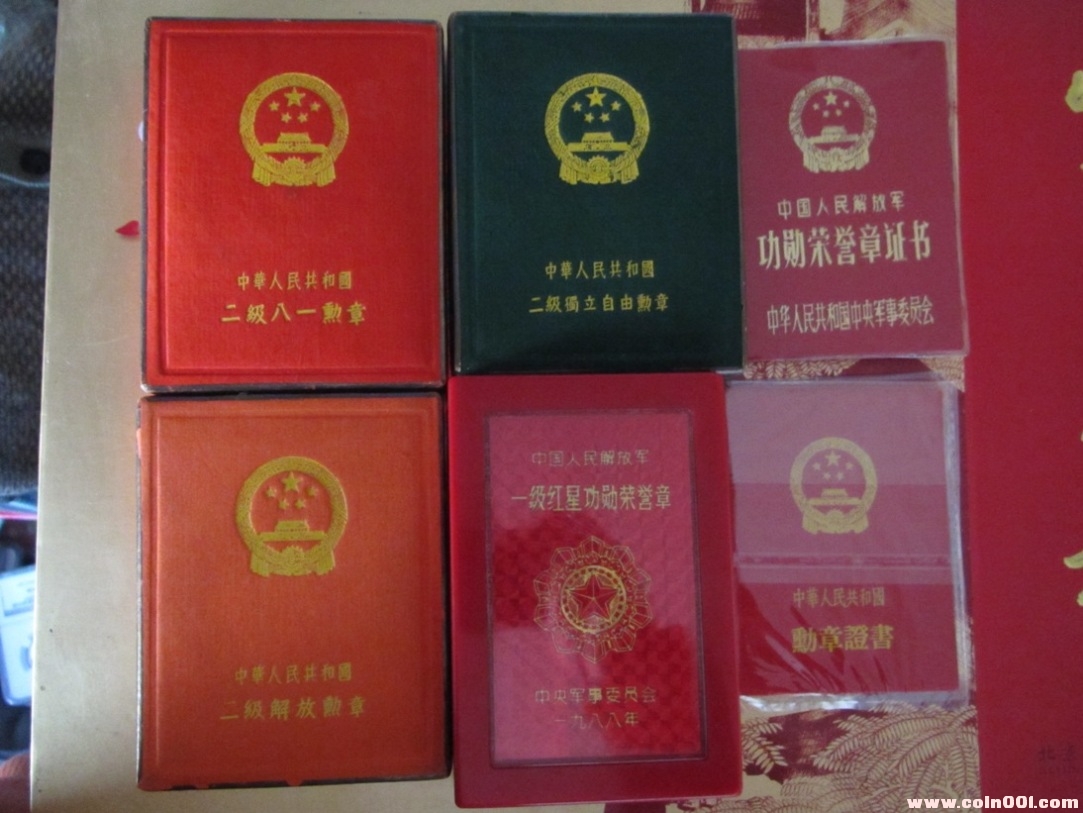 中華人民共和國
二級八一勳章
中華人民共和國
二級獨立自由勳章
中国人民解放军
功勋荣誉章证书
中华人民共和国中央军事委员会
中華人民共和國
二級解放勳章
中国人民解放军
一级红星功勋荣誉章
中央军事委员会
一九八八年
中華人民共和國
勳章證書
www.coin001.com